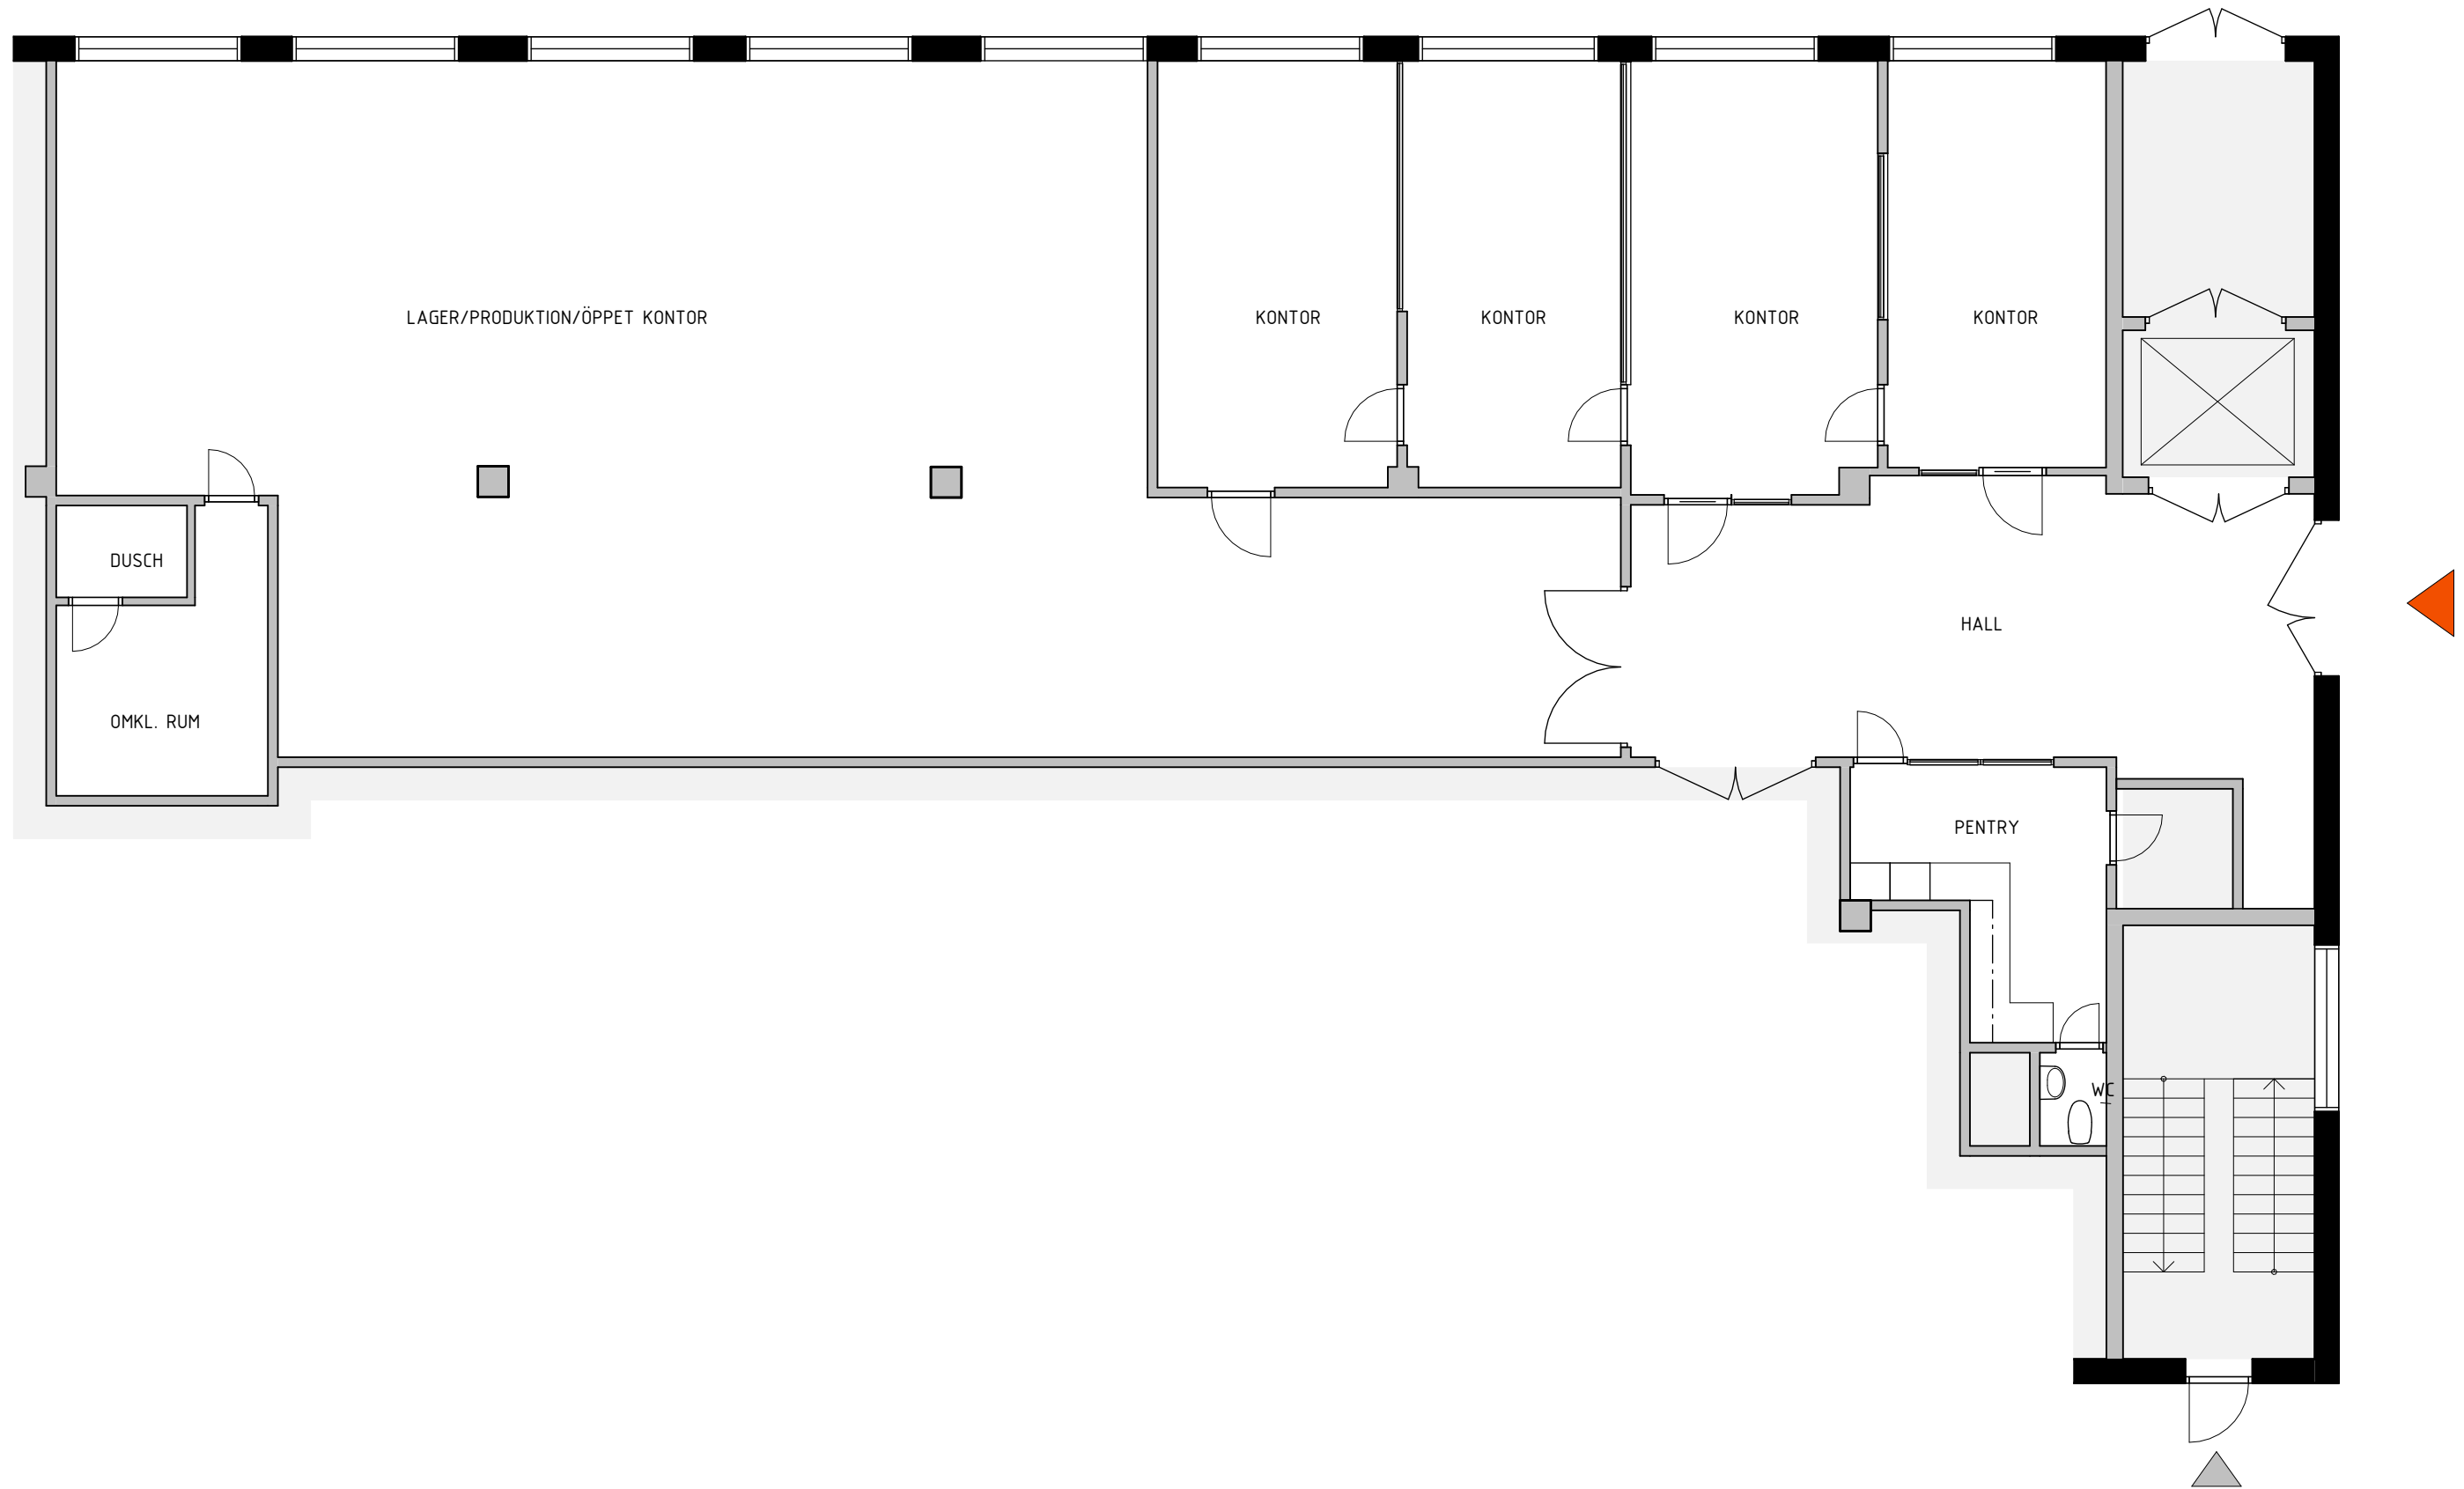 LAGER/PRODUKTION/ÖPPET KONTOR
KONTOR
KONTOR
KONTOR
KONTOR
DUSCH
HALL
OMKL. RUM
PENTRY
WC